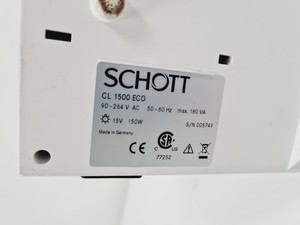 SCHOTT
CL 1500 ECO
90-264 V AC 50-60 Hz max. 180 VA
15V 150W S/N 005749
Made in Germany
CE C US
77252